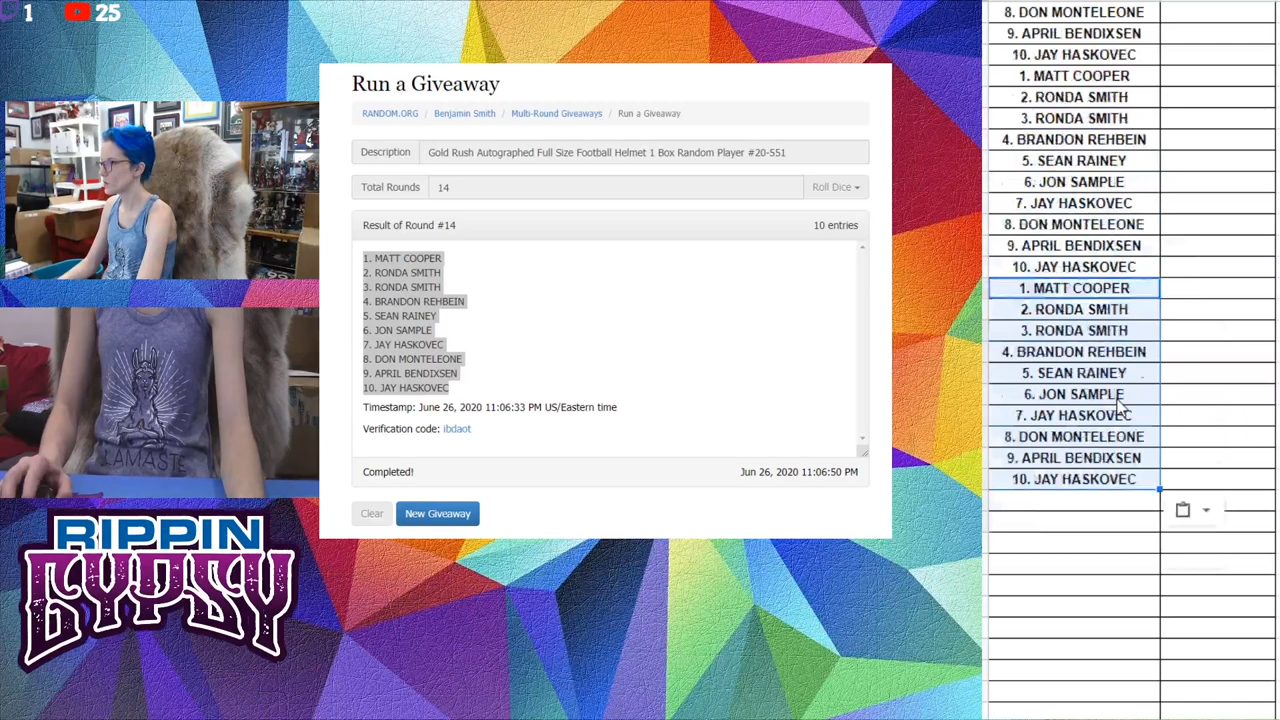 1
25
Run a Giveaway
RANDOM.ORG / Benjamin Smith / Multi-Round Giveaways / Run a Giveaway
Description Gold Rush Autographed Full Size Football Helmet 1 Box Random Player #20-551
Total Rounds 14 Roll Dice
Result of Round #14 10 entries
1. MATT COOPER
2. RONDA SMITH
3. RONDA SMITH
4. BRANDON REHBEIN
5. SEAN RAINEY
6. JON SAMPLE
7. JAY HASKOVEC
8. DON MONTELEONE
9. APRIL BENDIXSEN
10. JAY HASKOVEC
Timestamp: June 26, 2020 11:06:33 PM US/Eastern time
Verification code: ibdaot
Completed! Jun 26, 2020 11:06:50 PM
Clear New Giveaway
LLAMASTE
RIPPIN
GYPSY
8. DON MONTELEONE
9. APRIL BENDIXSEN
10. JAY HASKOVEC
1. MATT COOPER
2. RONDA SMITH
3. RONDA SMITH
4. BRANDON REHBEIN
5. SEAN RAINEY
6. JON SAMPLE
7. JAY HASKOVEC
8. DON MONTELEONE
9. APRIL BENDIXSEN
10. JAY HASKOVEC
1. MATT COOPER
2. RONDA SMITH
3. RONDA SMITH
4. BRANDON REHBEIN
5. SEAN RAINEY
6. JON SAMPLE
7. JAY HASKOVEC
8. DON MONTELEONE
9. APRIL BENDIXSEN
10. JAY HASKOVEC